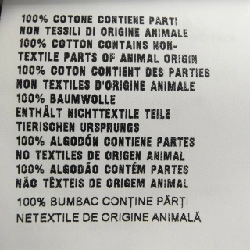 100% COTONE CONTIENE PARTI
NON TESSILI DI ORIGINE ANIMALE
100% COTTON CONTAINS NON-
TEXTILE PARTS OF ANIMAL ORIGIN
100% COTON CONTIENT DES PARTIES
NON TEXTILES D'ORIGINE ANIMALE
100% BAUMWOLLE
ENTHÄLT NICHTTEXTILE TEILE
TIERISCHEN URSPRUNGS
100% ALGODÓN CONTIENE PARTES
NO TEXTILES DE ORIGEN ANIMAL
100% ALGODÃO CONTÉM PARTES
NÃO TÊXTEIS DE ORIGEM ANIMAL
100% BUMBAC CONŢINE PĂRŢI
NETEXTILE DE ORIGINE ANIMALĂ